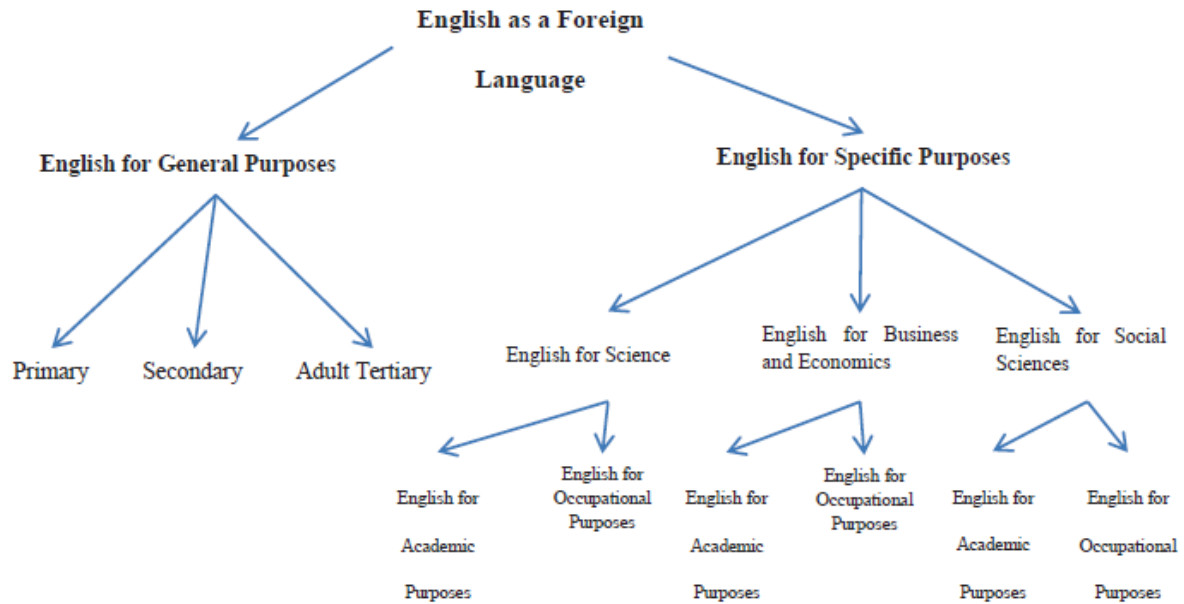 English as a Foreign
Language
English for General Purposes
English for Specific Purposes
Primary
Secondary
Adult Tertiary
English for Science
English for Business
and Economics
English for Social
Sciences
English for
Academic
Purposes
English for
Occupational
Purposes
English for
Academic
Purposes
English for
Occupational
Purposes
English for
Academic
Purposes
English for
Occupational
Purposes